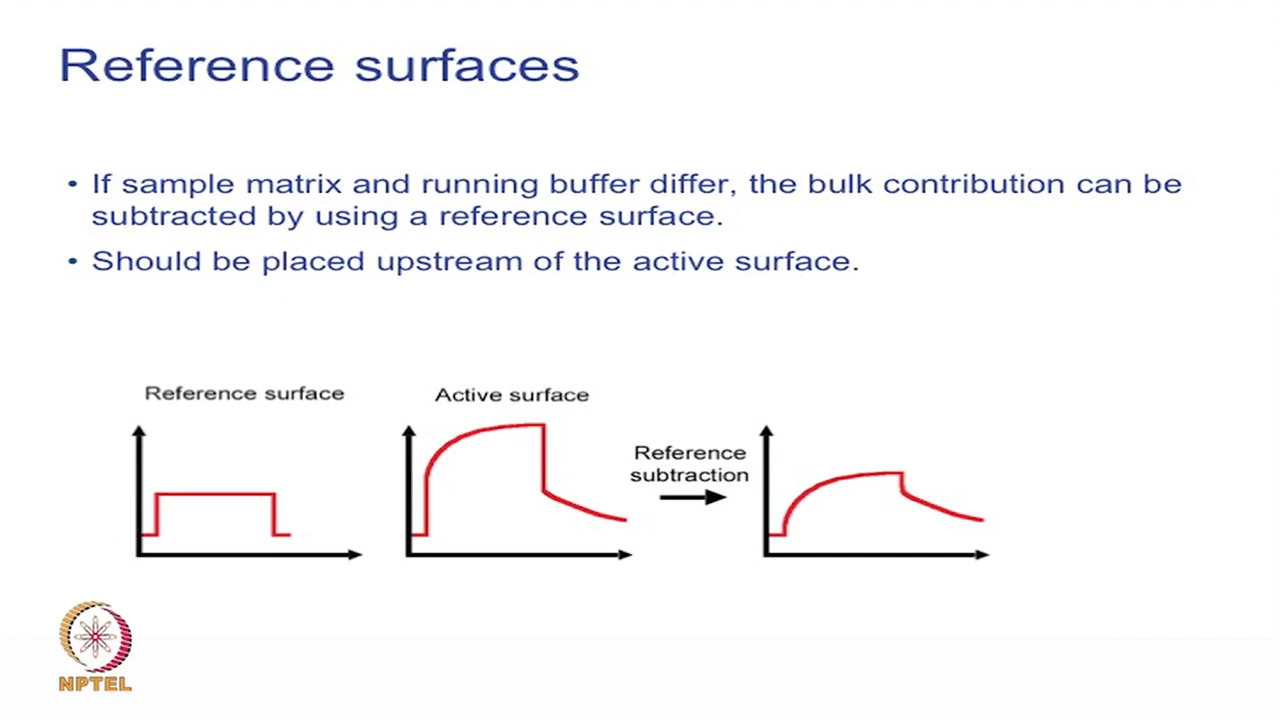 Reference surfaces
• If sample matrix and running buffer differ, the bulk contribution can be
subtracted by using a reference surface.
• Should be placed upstream of the active surface.
Reference surface
Active surface
Reference
subtraction
NPTEL